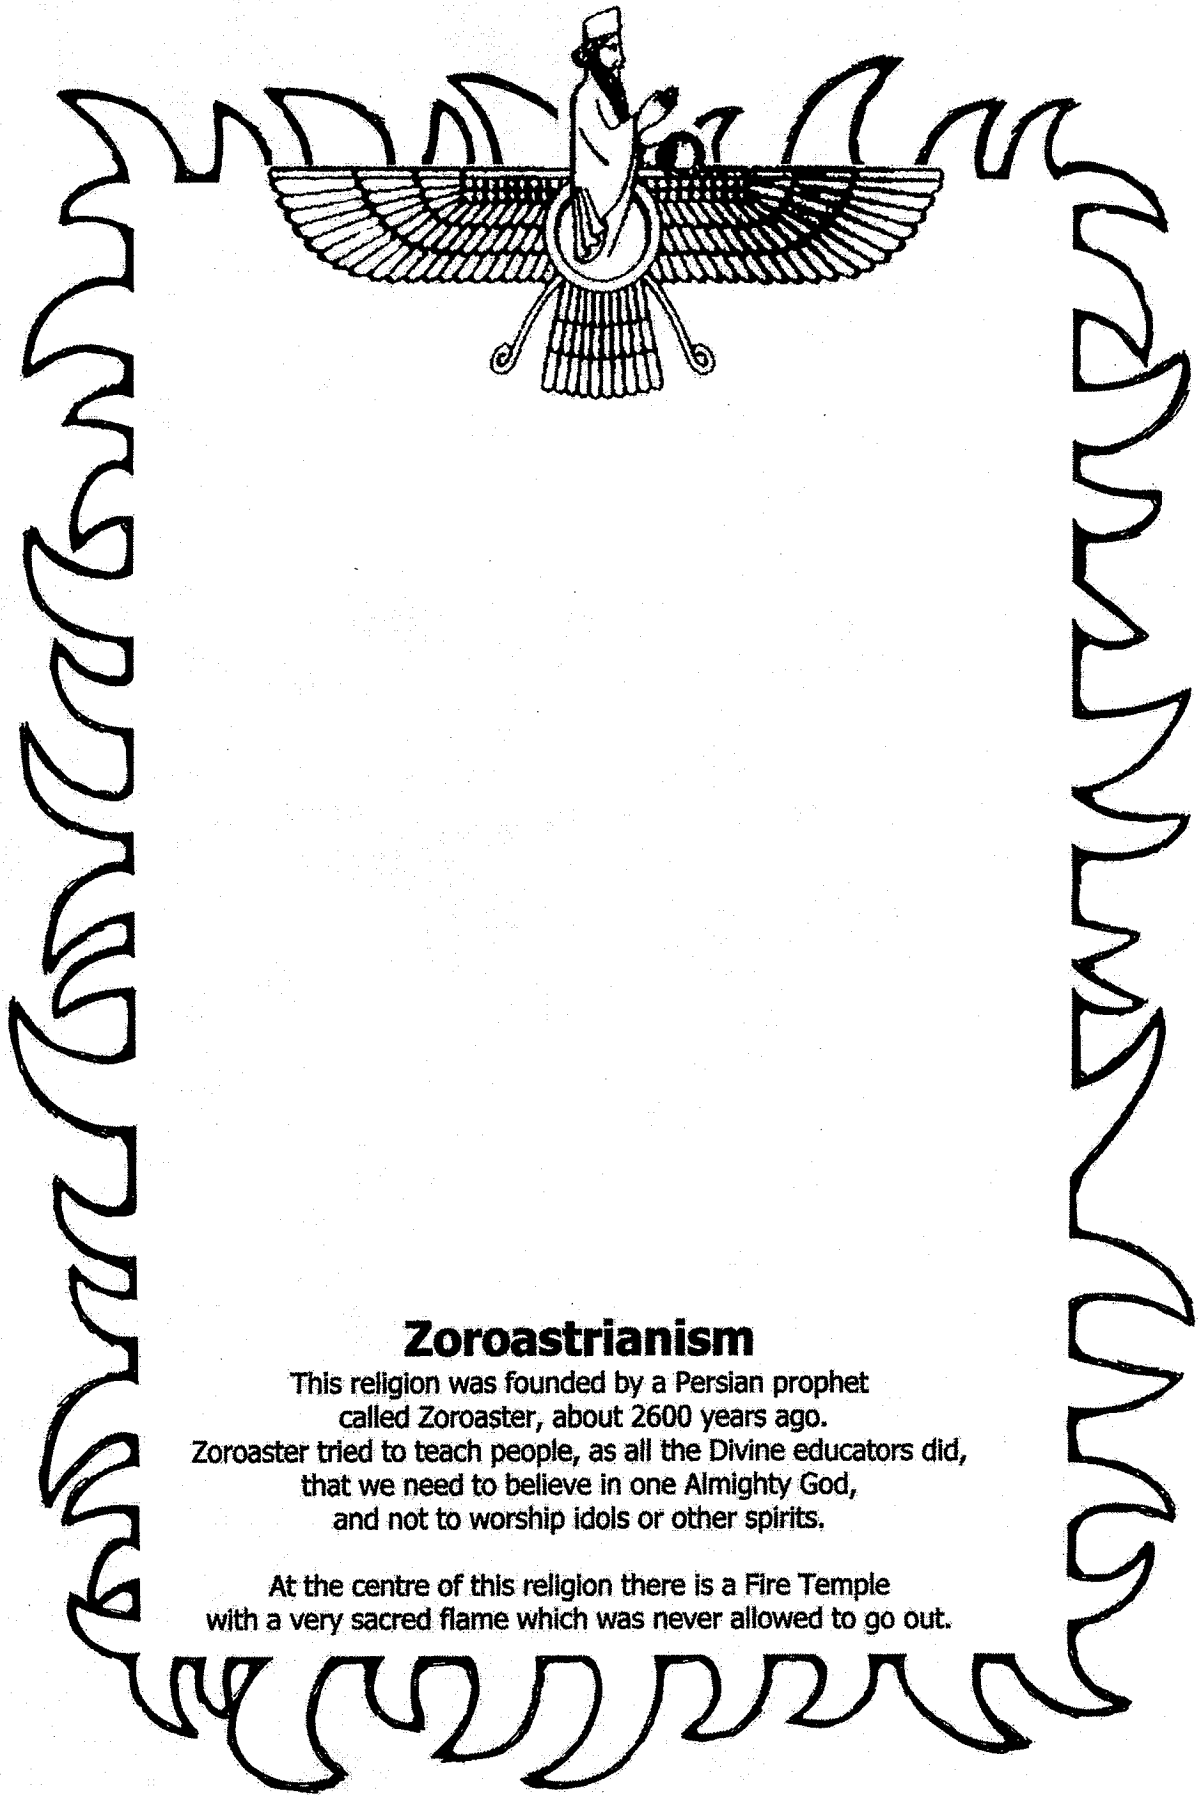 Zoroastrianism
This religion was founded by a Persian prophet
called Zoroaster, about 2600 years ago.
Zoroaster tried to teach people, as all the Divine educators did,
that we need to believe in one Almighty God,
and not to worship idols or other spirits.
At the centre of this religion there is a Fire Temple
with a very sacred flame which was never allowed to go out.